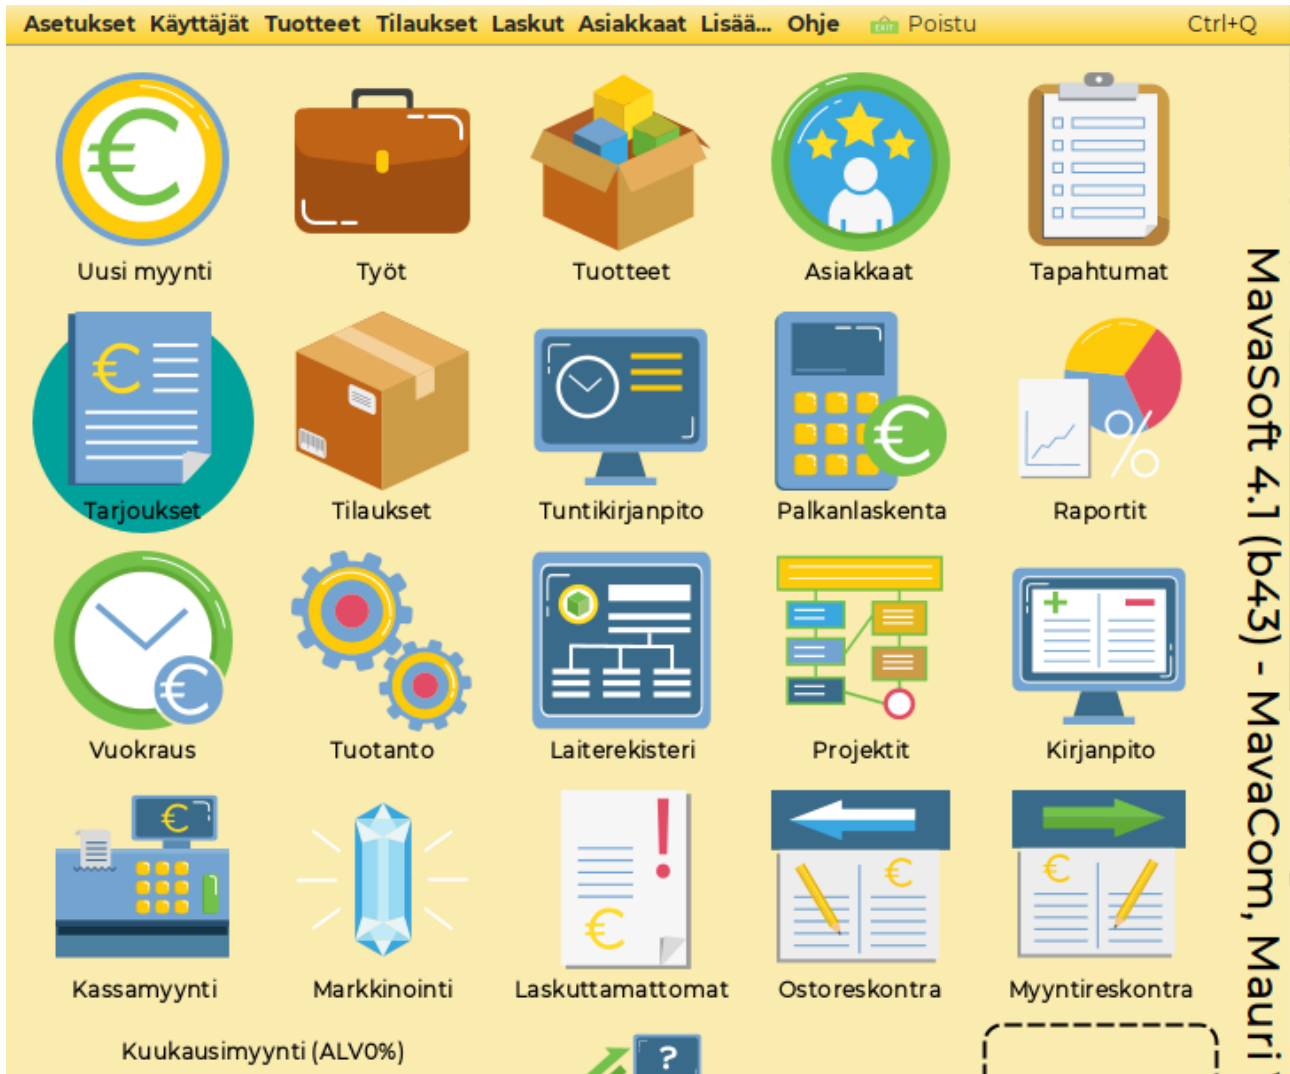 Asetukset Käyttäjät Tuotteet Tilaukset Laskut Asiakkaat Lisää... Ohje EXIT Poistu Ctrl+Q
Uusi myynti Työt Tuotteet Asiakkaat Tapahtumat
Tarjoukset Tilaukset Tuntikirjanpito Palkanlaskenta Raportit
Vuokraus Tuotanto Laiterekisteri Projektit Kirjanpito
Kassamyynti Markkinointi Laskuttamattomat Ostoreskontra Myyntireskontra
Kuukausimyynti (ALV0%)
MavaSoft 4.1 (b43) - MavaCom, Mauri